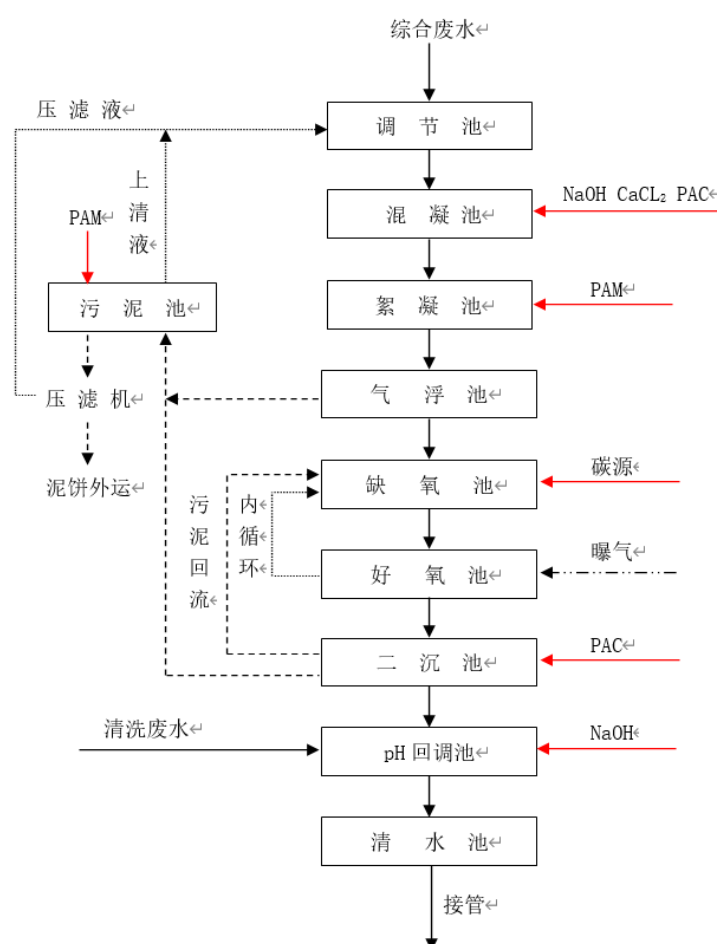 综合废水
压滤液
调节池
上清液
NaOH CaCL₂ PAC
混凝池
PAM
污泥池
絮凝池
PAM
压滤机
气浮池
泥饼外运
污泥回流
内循环
缺氧池
碳源
好氧池
曝气
二沉池
PAC
清洗废水
pH回调池
NaOH
清水池
接管